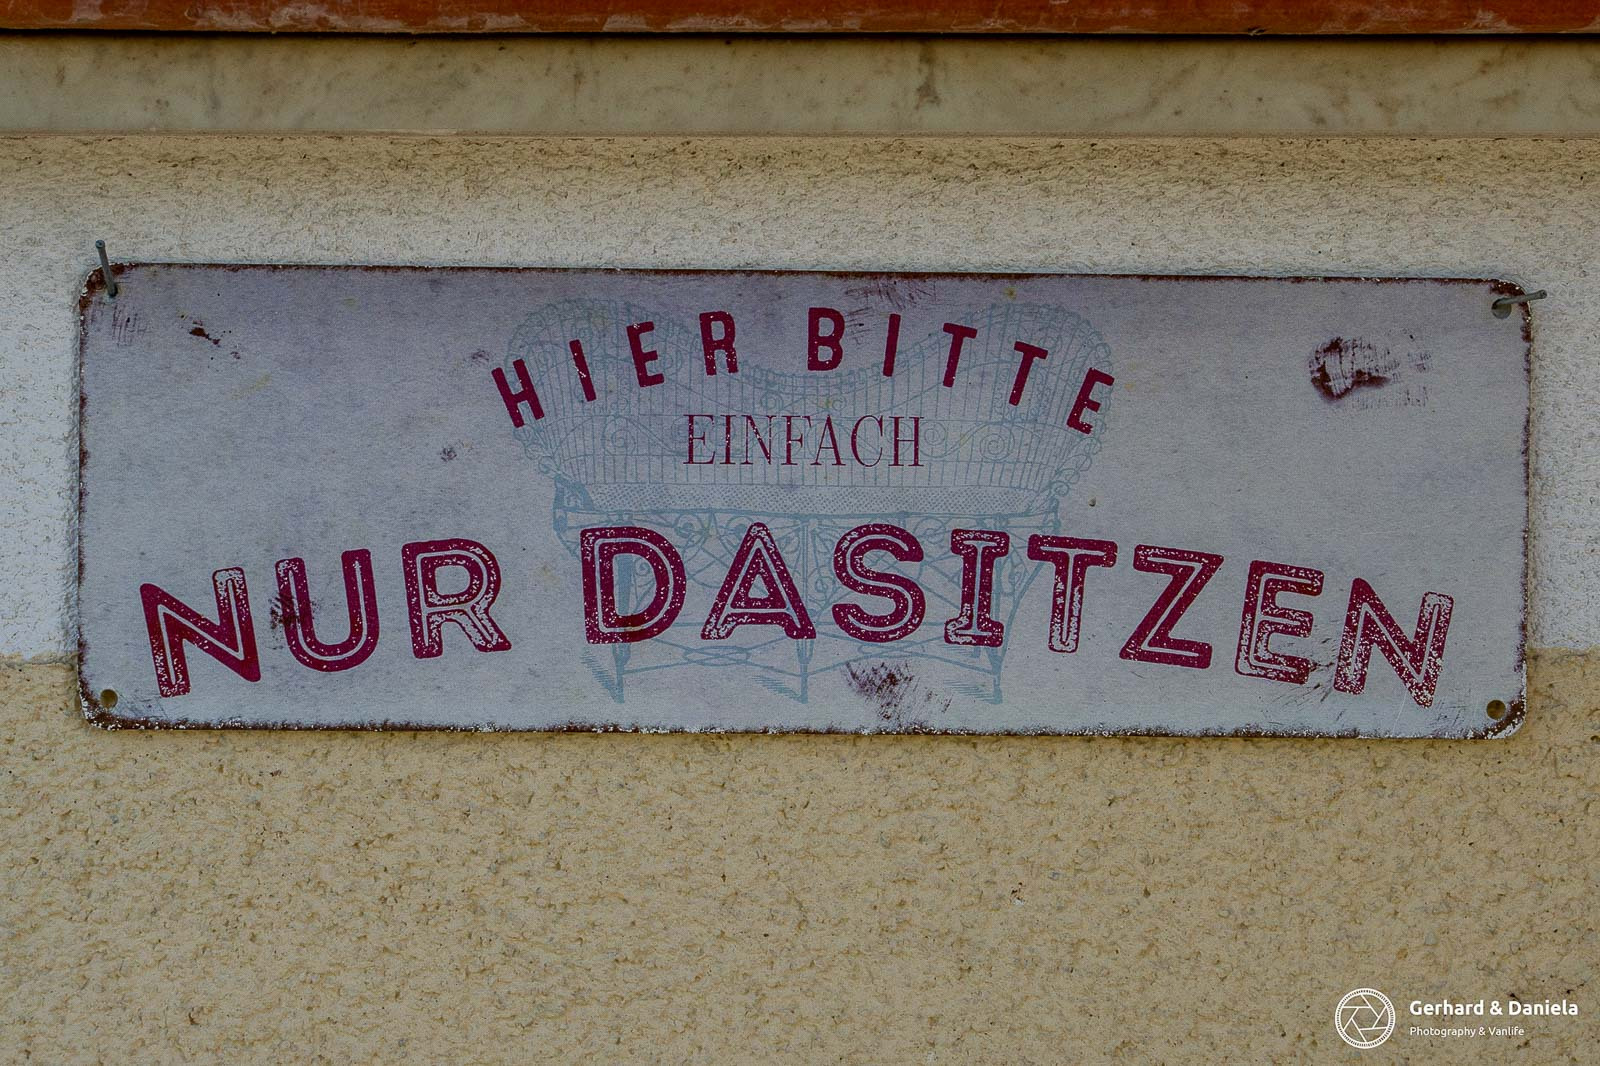 HIER BITTE
EINFACH
NUR DASITZEN
Gerhard & Daniela
Photography & Vanlife